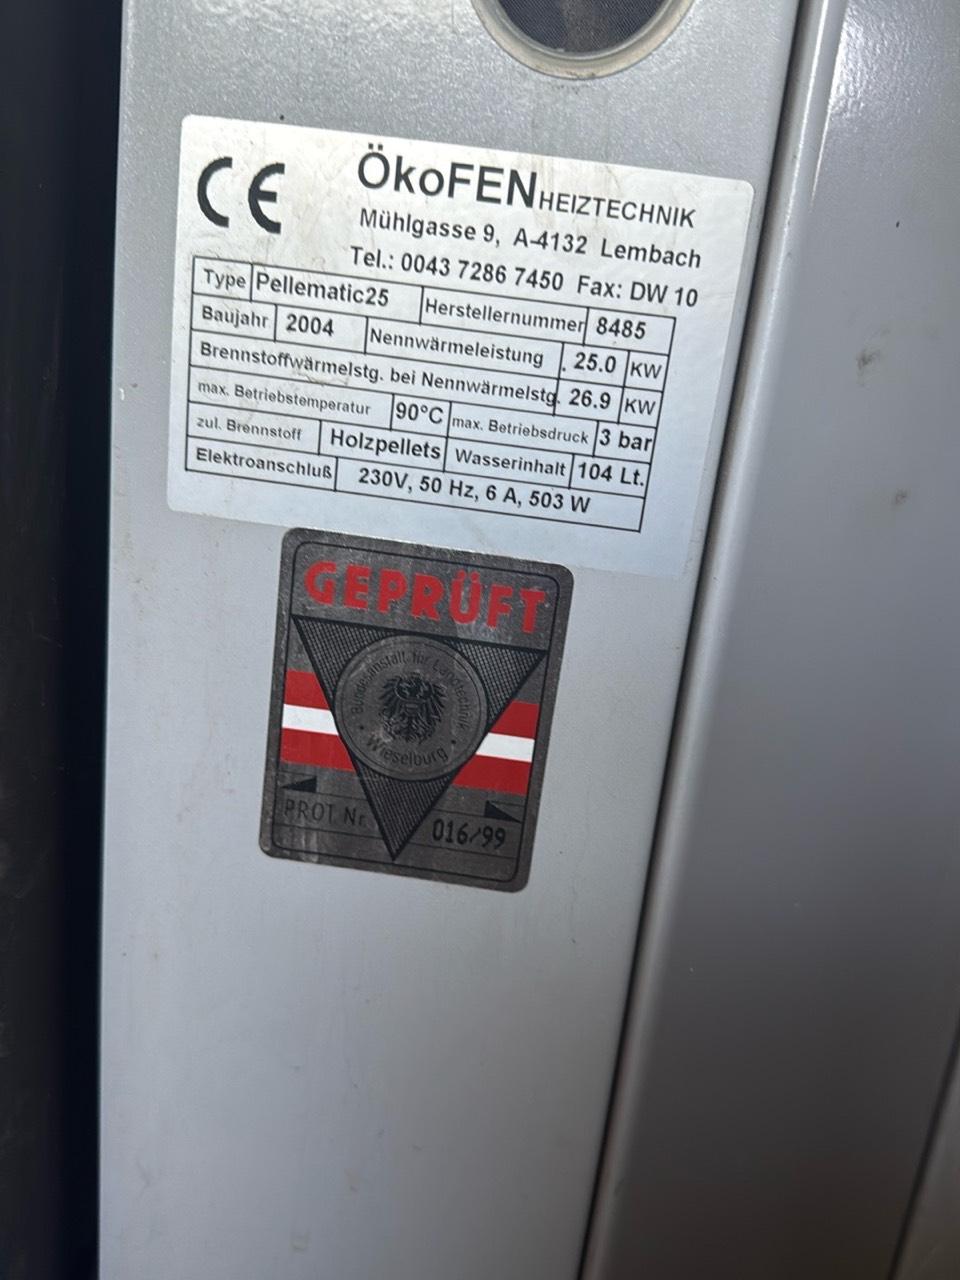 CE
ÖkoFEN HEIZTECHNIK
Mühlgasse 9, A-4132 Lembach
Tel.: 0043 7286 7450 Fax: DW 10
Type Pellematic25 Herstellernummer 8485
Baujahr 2004 Nennwärmeleistung . 25.0 KW
Brennstoffwärmelstg. bei Nennwärmelstg. 26.9 KW
max. Betriebstemperatur 90°C max. Betriebsdruck 3 bar
zul. Brennstoff Holzpellets Wasserinhalt 104 Lt.
Elektroanschluß 230V, 50 Hz, 6 A, 503 W
GEPRÜFT
Bundesanstalt für Landtechnik
Wieselburg
PROT. Nr. 016/99